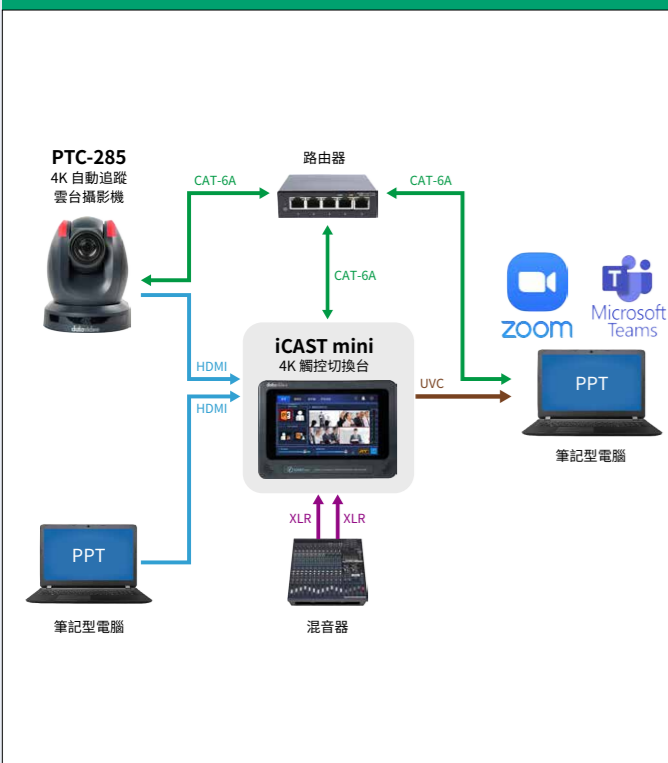 PTC-285
4K 自動追蹤
雲台攝影機
路由器
CAT-6A
CAT-6A
CAT-6A
datavideo
zoom
Microsoft
Teams
HDMI
HDMI
iCAST mini
4K 觸控切換台
UVC
PPT
筆記型電腦
XLR
XLR
PPT
筆記型電腦
混音器